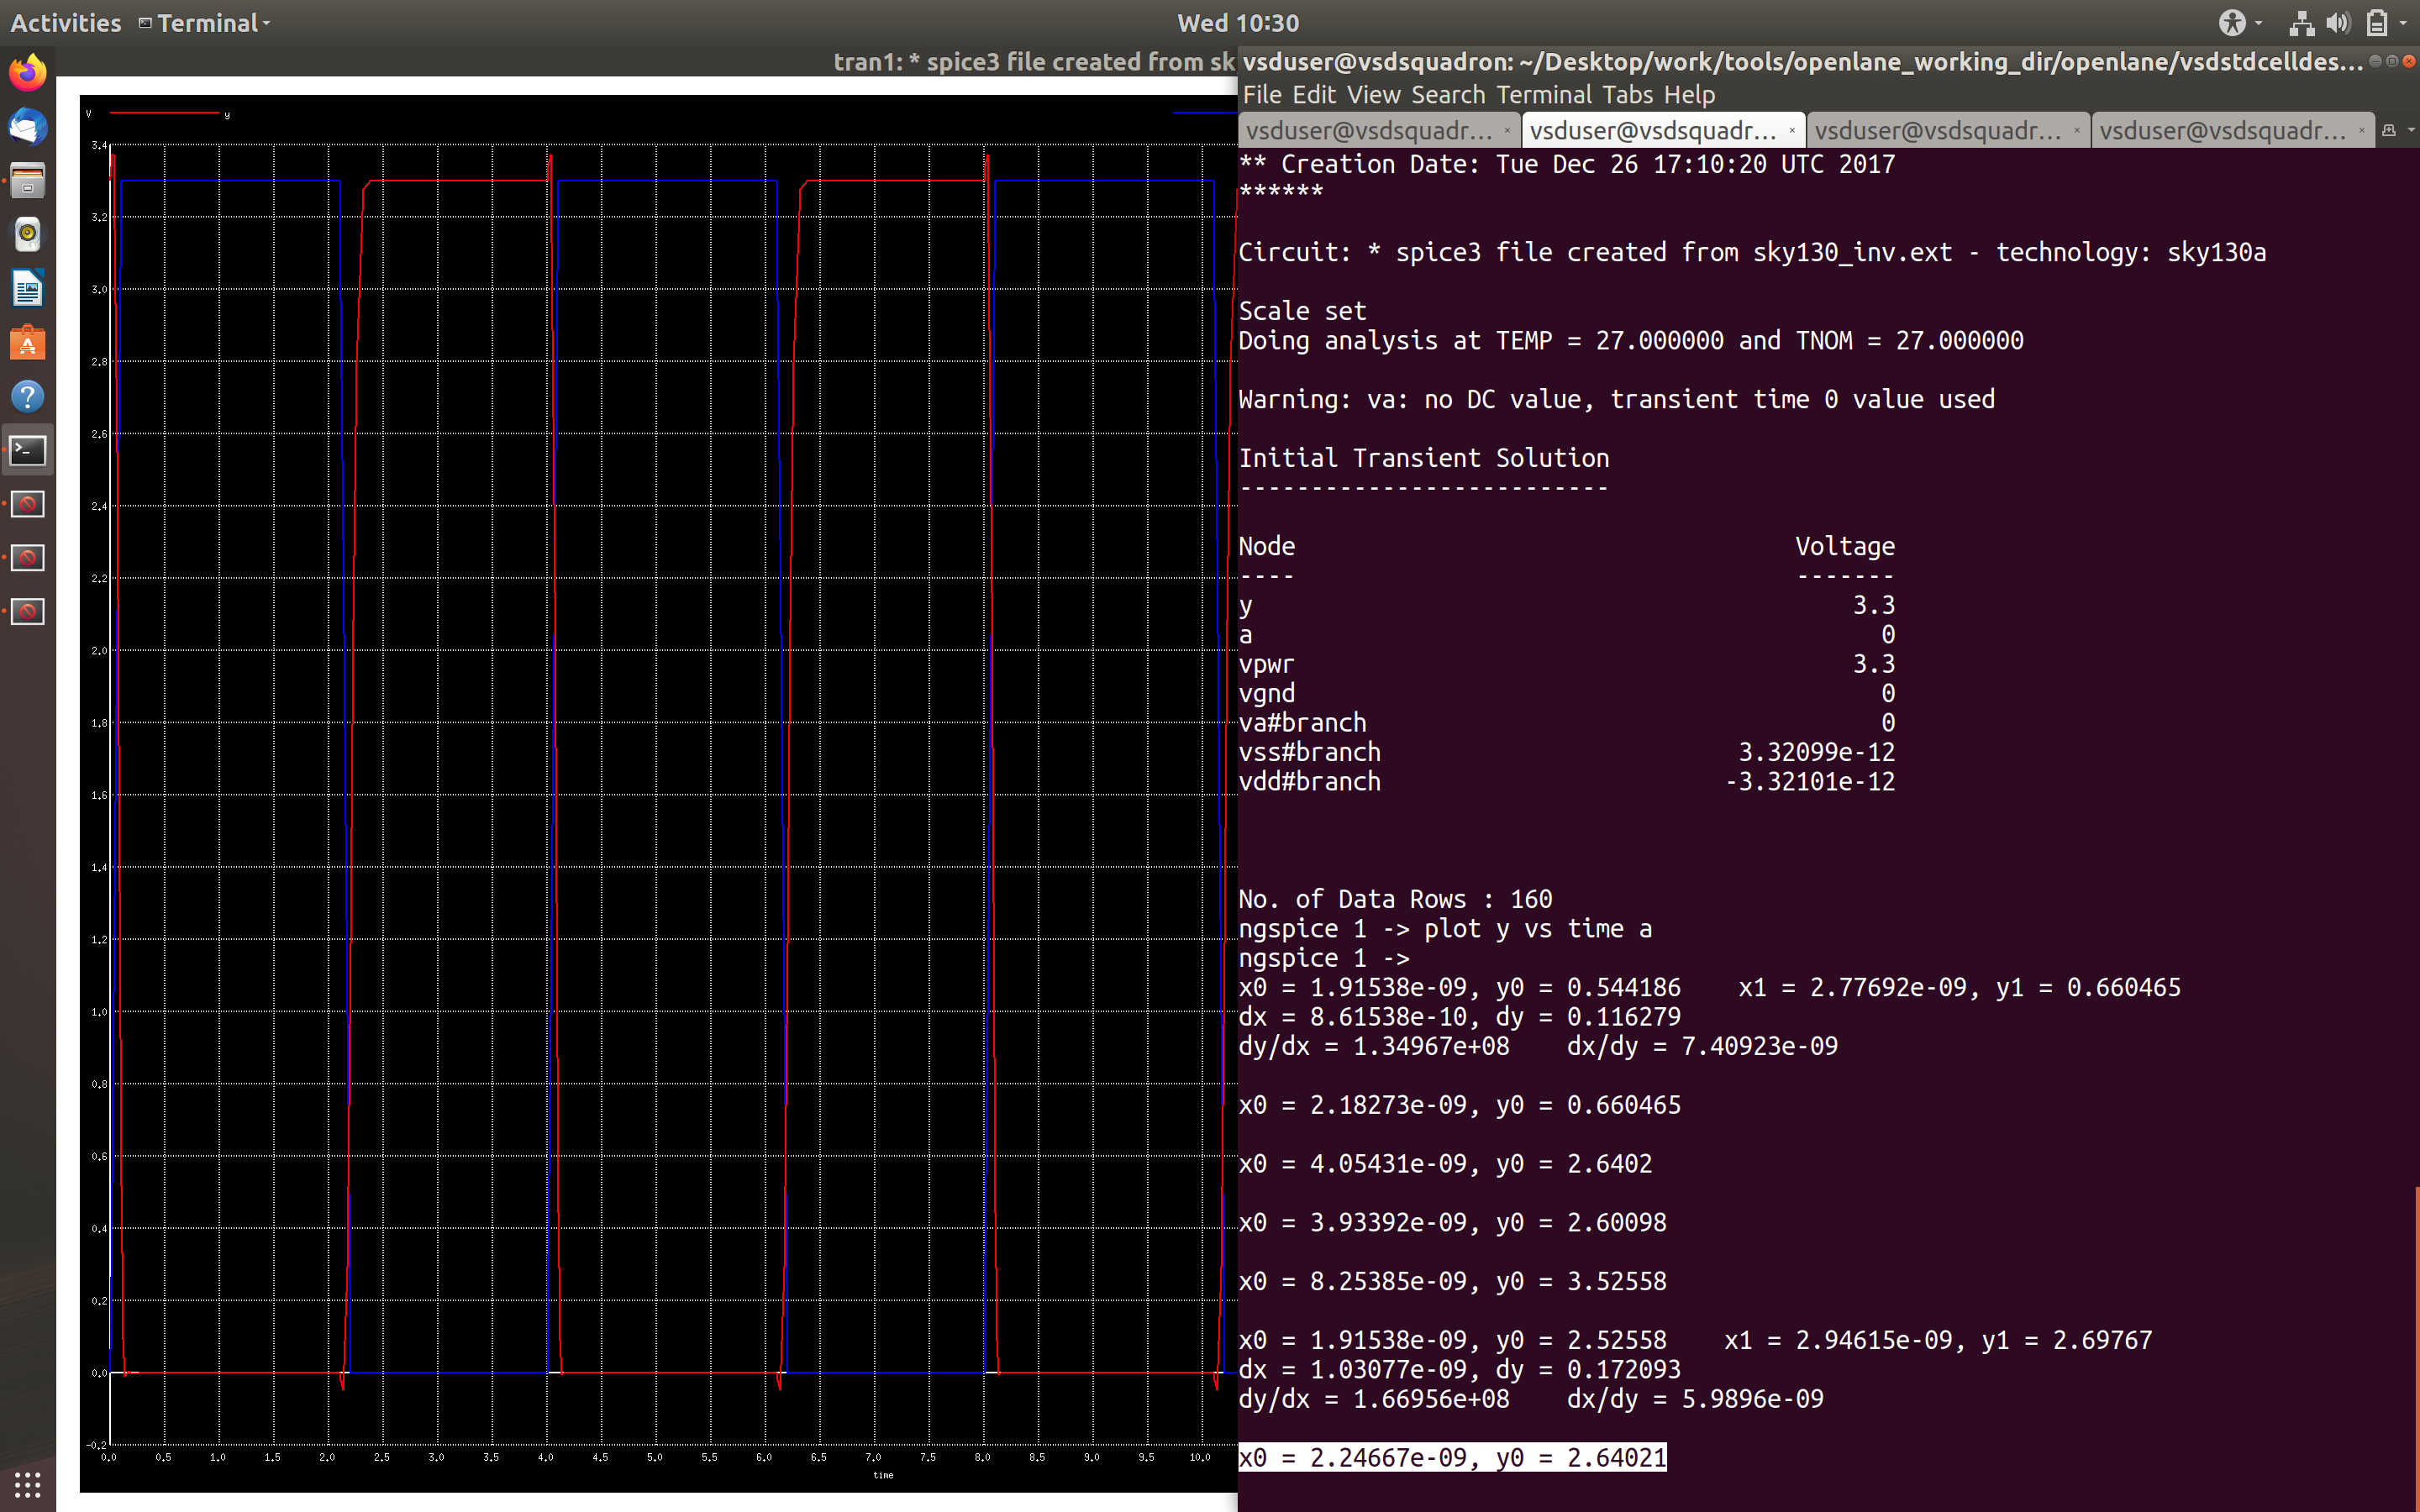 Activities Terminal Wed 10:30
tran1: * spice3 file created from sk
V y
3.4
3.2
3.0
2.8
2.6
2.4
2.2
2.0
1.8
1.6
1.4
1.2
1.0
0.8
0.6
0.4
0.2
0.0
-0.2
0.0 0.5 1.0 1.5 2.0 2.5 3.0 3.5 4.0 4.5 5.0 5.5 6.0 6.5 7.0 7.5 8.0 8.5 9.0 9.5 10.0
time
vsduser@vsdsquadron: ~/Desktop/work/tools/openlane_working_dir/openlane/vsdstdcelldes...
File Edit View Search Terminal Tabs Help
vsduser@vsdsquadr... vsduser@vsdsquadr... vsduser@vsdsquadr... vsduser@vsdsquadr...
** Creation Date: Tue Dec 26 17:10:20 UTC 2017
******
Circuit: * spice3 file created from sky130_inv.ext - technology: sky130a
Scale set
Doing analysis at TEMP = 27.000000 and TNOM = 27.000000
Warning: va: no DC value, transient time 0 value used
Initial Transient Solution
--------------------------
Node Voltage
---- -------
y 3.3
a 0
vpwr 3.3
vgnd 0
va#branch 0
vss#branch 3.32099e-12
vdd#branch -3.32101e-12
No. of Data Rows : 160
ngspice 1 -> plot y vs time a
ngspice 1 ->
x0 = 1.91538e-09, y0 = 0.544186 x1 = 2.77692e-09, y1 = 0.660465
dx = 8.61538e-10, dy = 0.116279
dy/dx = 1.34967e+08 dx/dy = 7.40923e-09
x0 = 2.18273e-09, y0 = 0.660465
x0 = 4.05431e-09, y0 = 2.6402
x0 = 3.93392e-09, y0 = 2.60098
x0 = 8.25385e-09, y0 = 3.52558
x0 = 1.91538e-09, y0 = 2.52558 x1 = 2.94615e-09, y1 = 2.69767
dx = 1.03077e-09, dy = 0.172093
dy/dx = 1.66956e+08 dx/dy = 5.9896e-09
x0 = 2.24667e-09, y0 = 2.64021